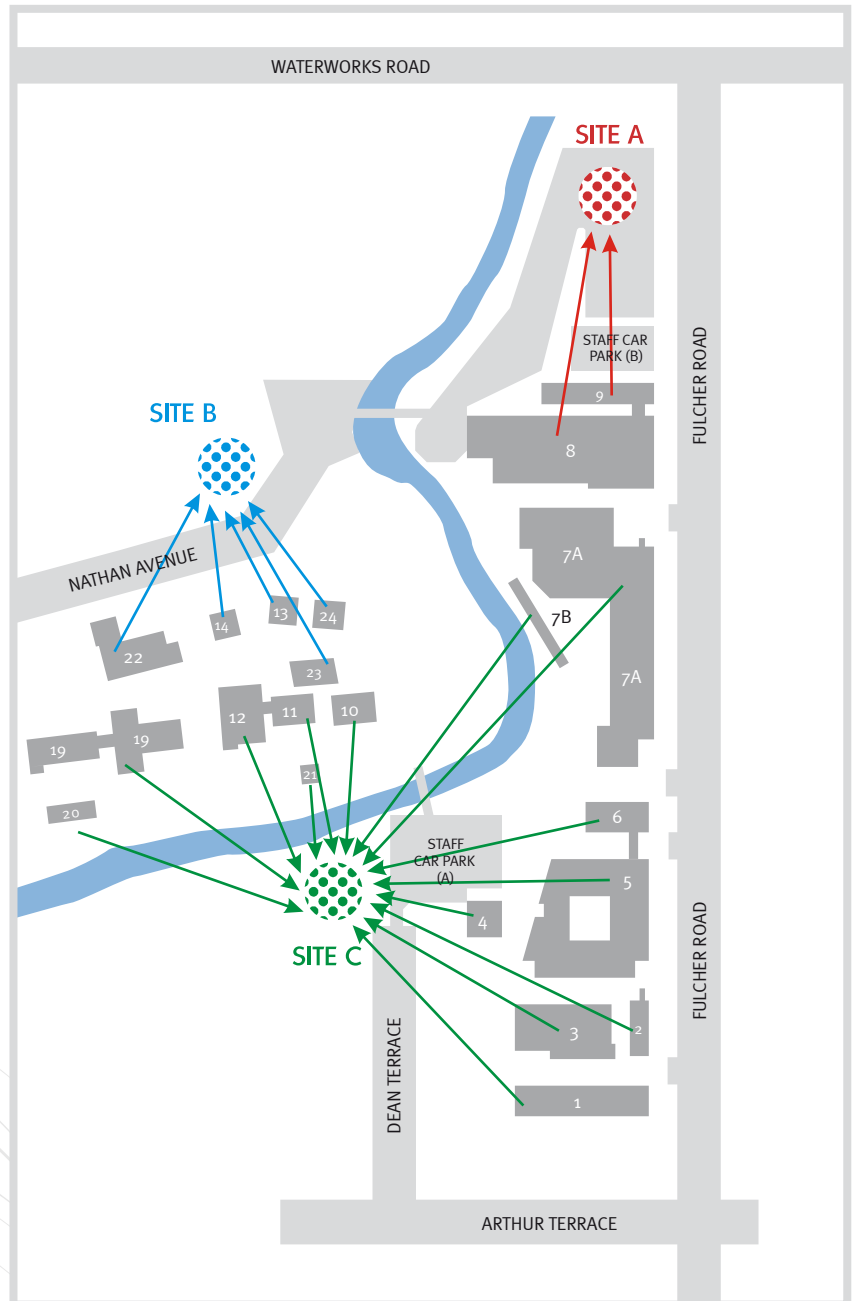 WATERWORKS ROAD
SITE A
STAFF CAR
PARK (B)
FULCHER ROAD
9
8
SITE B
NATHAN AVENUE
7A
7B
7A
14
13
24
22
23
12
11
10
19
19
21
20
6
STAFF
CAR PARK
(A)
5
4
SITE C
FULCHER ROAD
3
2
DEAN TERRACE
1
ARTHUR TERRACE